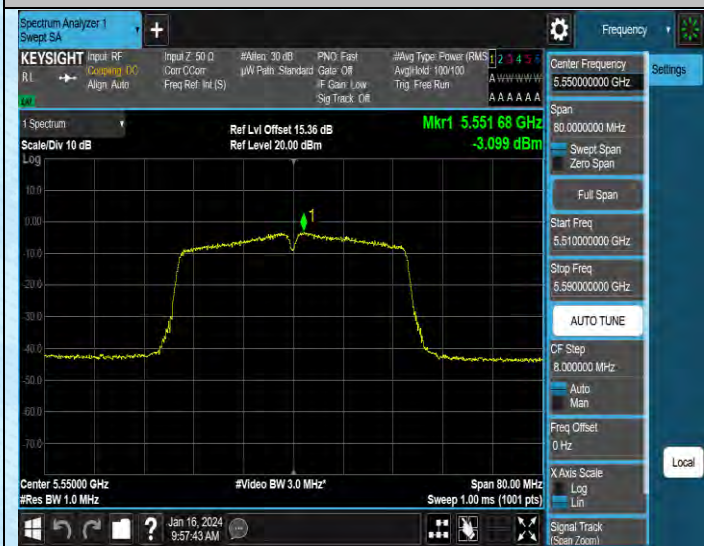 Spectrum Analyzer 1
Swept SA
+
Frequency
KEYSIGHT
RL
Input: RF
Coupling: DC
Align: Auto
Input Z: 50 Ω
Corr CCorr
Freq Ref: Int (S)
#Atten: 30 dB
µW Path: Standard
PNO: Fast
Gate: Off
IF Gain: Low
Sig Track: Off
#Avg Type: Power (RMS
Avg|Hold: 100/100
Trig: Free Run
1 2 3 4 5 6
A W W W W W
A A A A A A
1 Spectrum
Scale/Div 10 dB
Log
Ref Lvl Offset 15.36 dB
Ref Level 20.00 dBm
Mkr1 5.551 68 GHz
-3.099 dBm
10.0
0.00
-10.0
-20.0
-30.0
-40.0
-60.0
-70.0
1
Center 5.55000 GHz
#Res BW 1.0 MHz
#Video BW 3.0 MHz*
Span 80.00 MHz
Sweep 1.00 ms (1001 pts)
Center Frequency
5.550000000 GHz
Settings
Span
80.0000000 MHz
Swept Span
Zero Span
Full Span
Start Freq
5.510000000 GHz
Stop Freq
5.590000000 GHz
AUTO TUNE
CF Step
8.000000 MHz
Auto
Man
Freq Offset
0 Hz
X Axis Scale
Log
Lin
Signal Track
(Span Zoom)
Local
?
Jan 16, 2024
9:57:43 AM